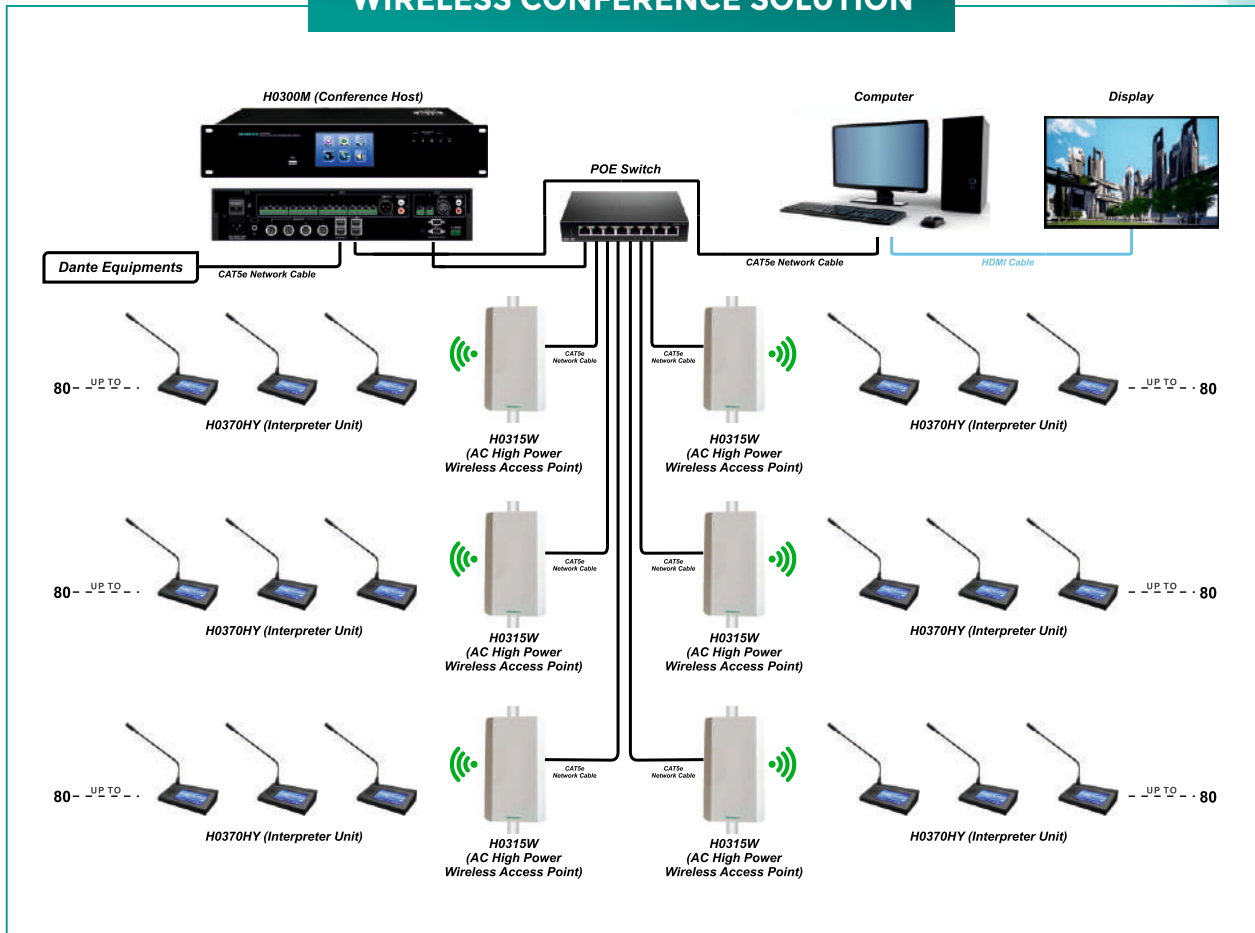 WIRELESS CONFERENCE SOLUTION
H0300M (Conference Host)
Computer
Display
POE Switch
Dante Equipments
CAT5e Network Cable
CAT5e Network Cable
HDMI Cable
80
UP TO
H0370HY (Interpreter Unit)
CAT5e
Network Cable
H0315W
(AC High Power
Wireless Access Point)
CAT5e
Network Cable
H0315W
(AC High Power
Wireless Access Point)
H0370HY (Interpreter Unit)
UP TO
80
80
UP TO
H0370HY (Interpreter Unit)
CAT5e
Network Cable
H0315W
(AC High Power
Wireless Access Point)
CAT5e
Network Cable
H0315W
(AC High Power
Wireless Access Point)
H0370HY (Interpreter Unit)
UP TO
80
80
UP TO
H0370HY (Interpreter Unit)
CAT5e
Network Cable
H0315W
(AC High Power
Wireless Access Point)
CAT5e
Network Cable
H0315W
(AC High Power
Wireless Access Point)
H0370HY (Interpreter Unit)
UP TO
80